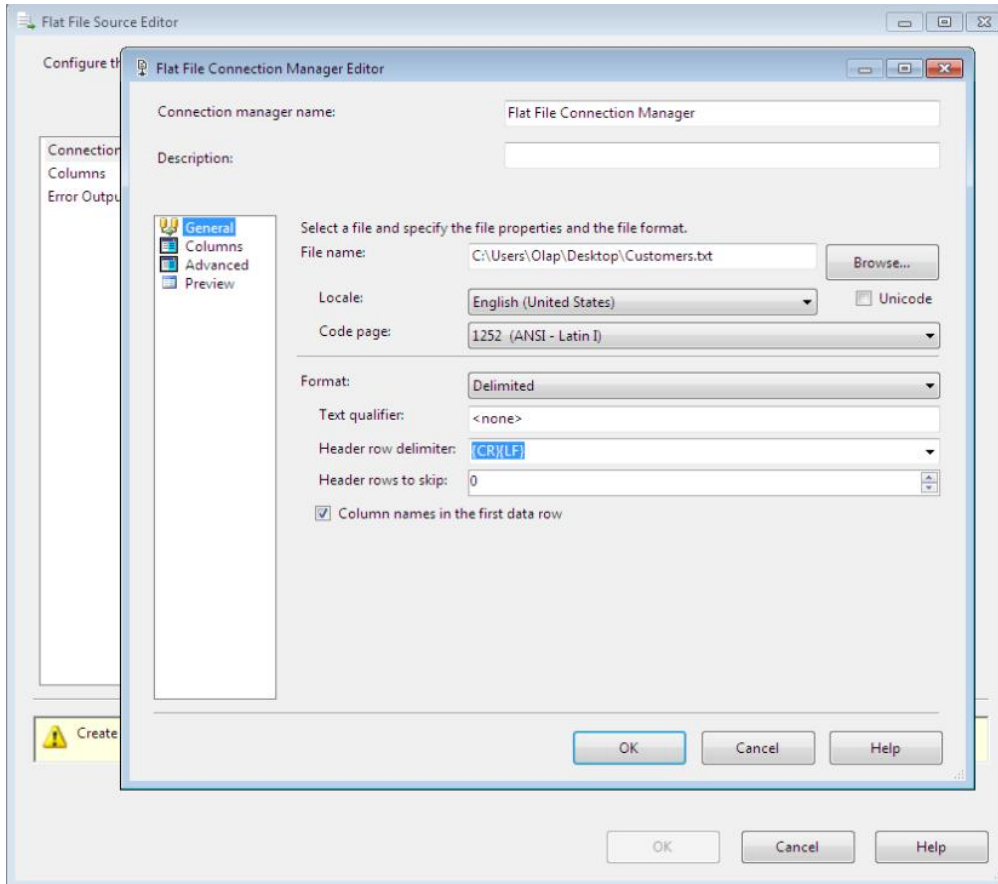 Flat File Source Editor
Configure th
Connection
Columns
Error Outpu
Flat File Connection Manager Editor
Connection manager name: Flat File Connection Manager
Description:
General
Columns
Advanced
Preview
Select a file and specify the file properties and the file format.
File name: C:\Users\Olap\Desktop\Customers.txt Browse...
Locale: English (United States) Unicode
Code page: 1252 (ANSI - Latin I)
Format: Delimited
Text qualifier: <none>
Header row delimiter: {CR}{LF}
Header rows to skip: 0
Column names in the first data row
OK Cancel Help
Create
OK Cancel Help